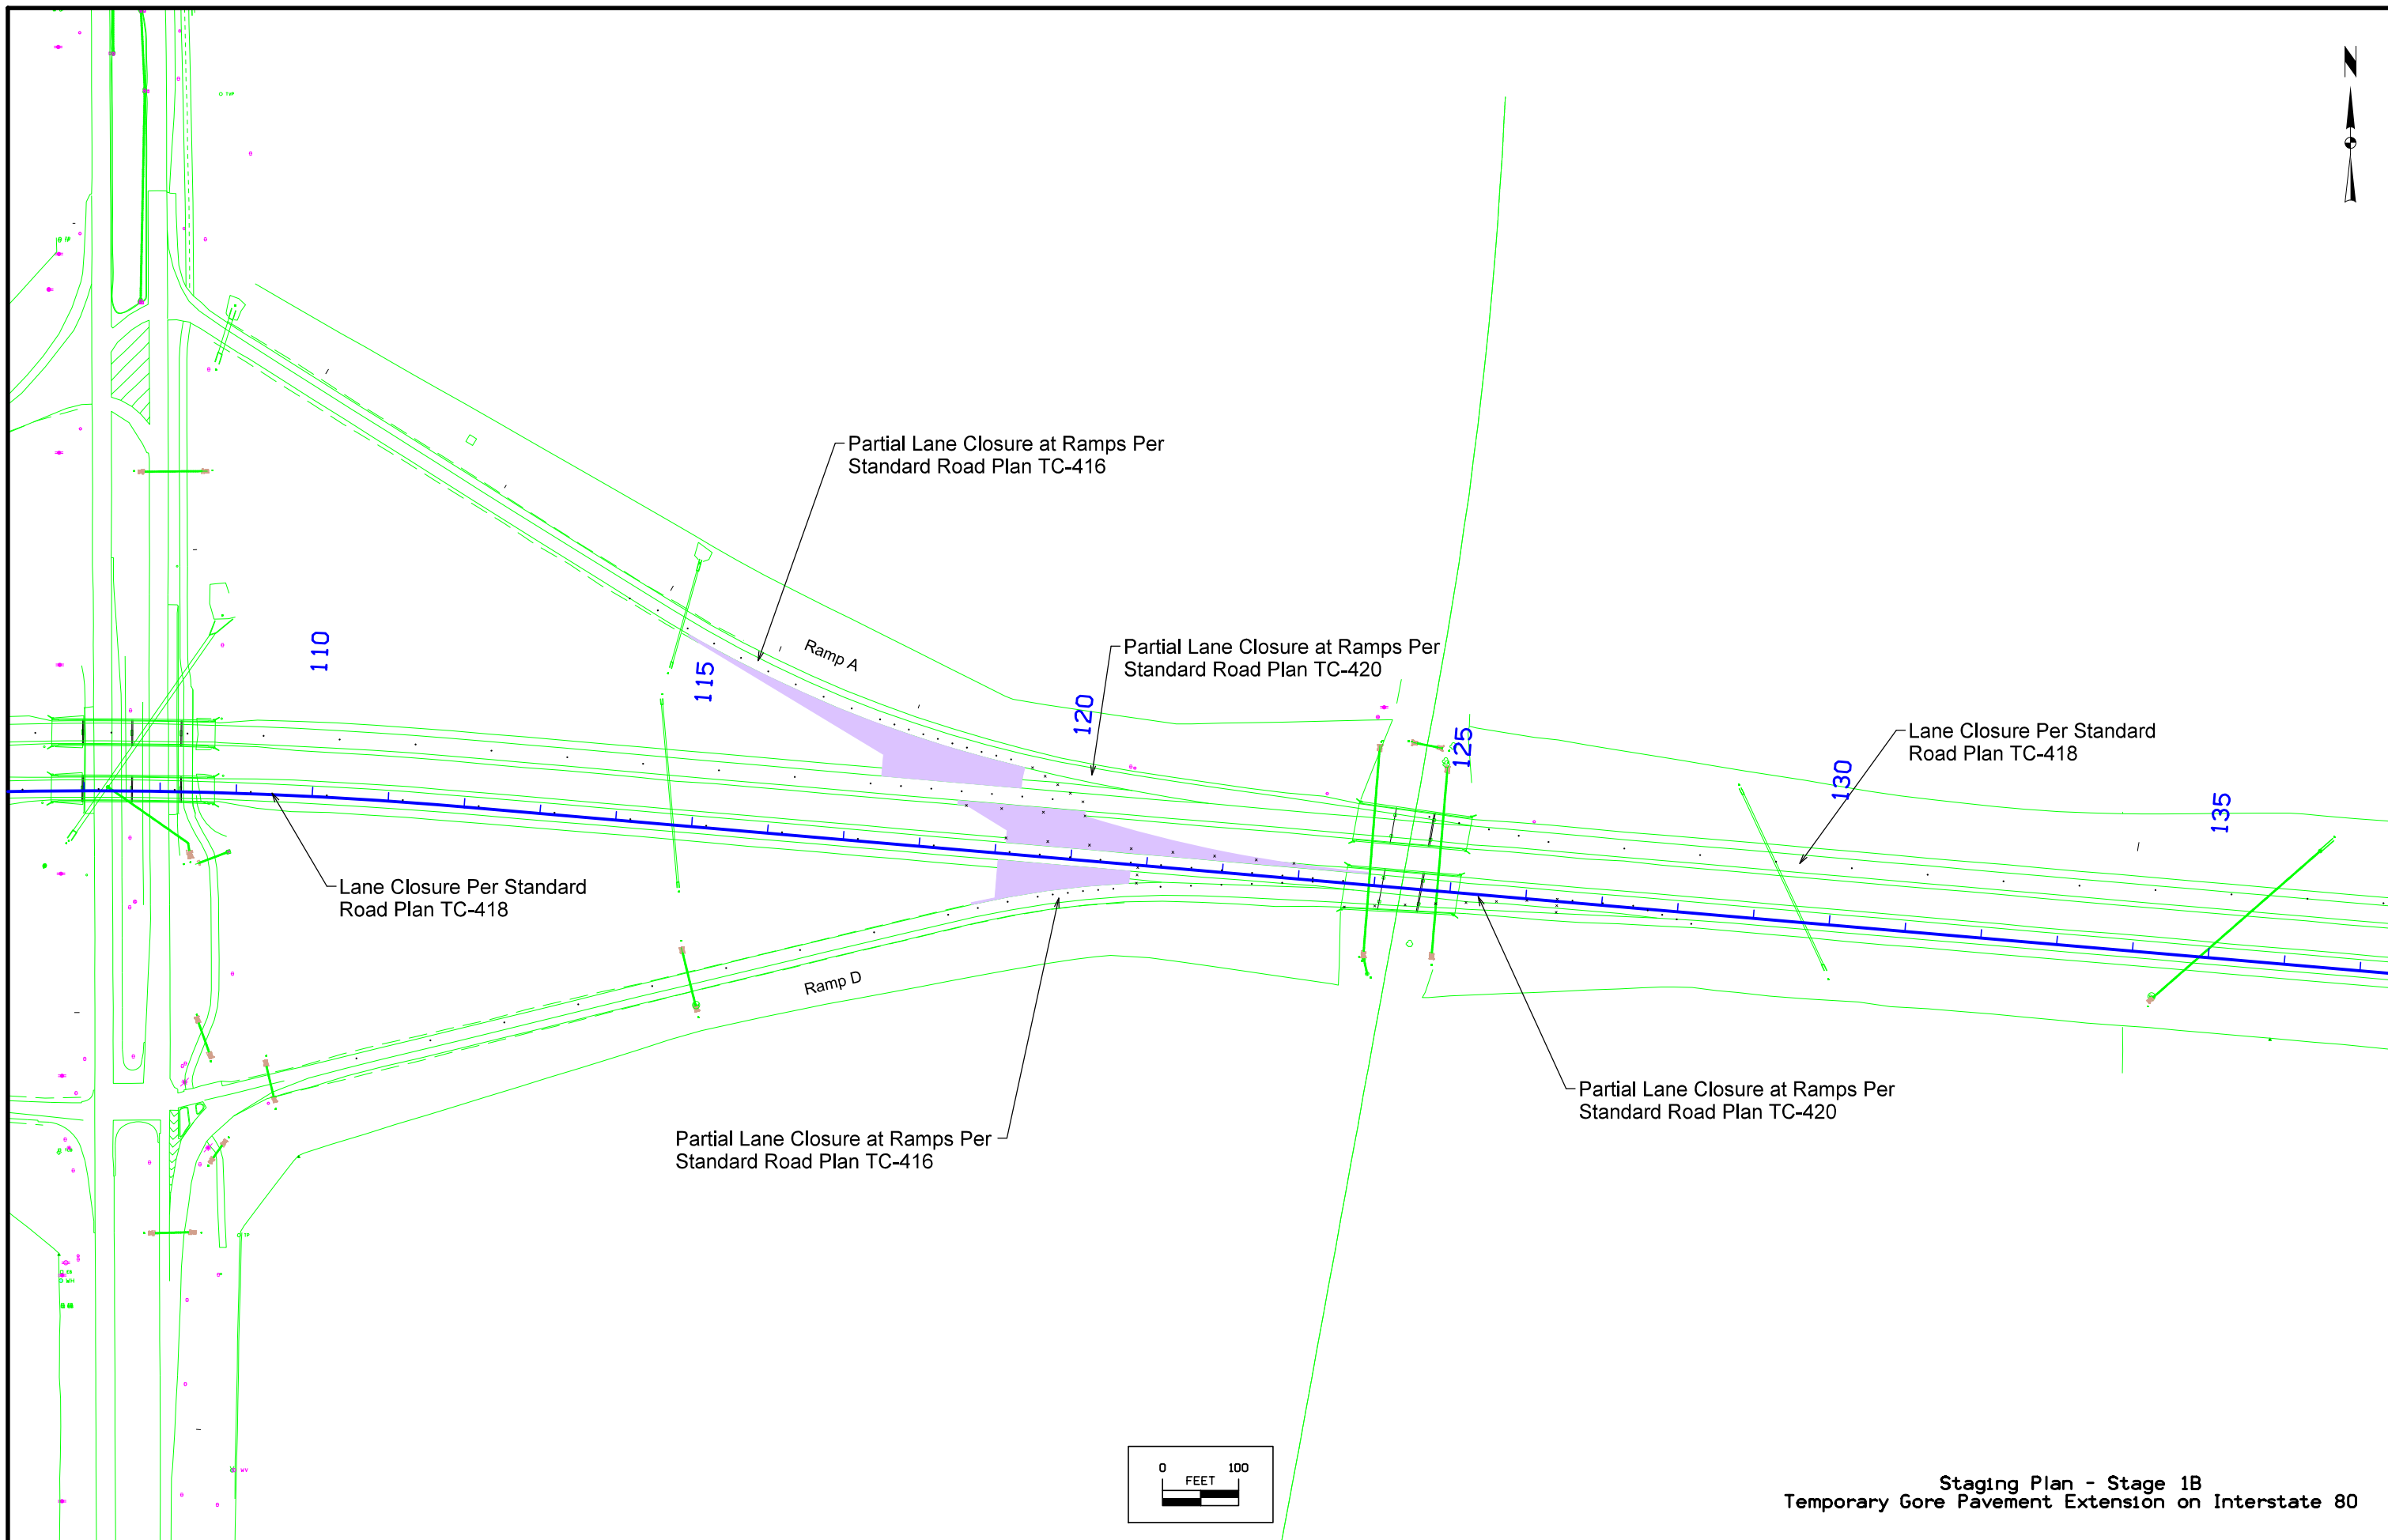 N
Partial Lane Closure at Ramps Per
Standard Road Plan TC-416
110
115
Ramp A
Partial Lane Closure at Ramps Per
Standard Road Plan TC-420
120
125
Lane Closure Per Standard
Road Plan TC-418
130
135
Lane Closure Per Standard
Road Plan TC-418
Ramp D
Partial Lane Closure at Ramps Per
Standard Road Plan TC-420
Partial Lane Closure at Ramps Per
Standard Road Plan TC-416
0 100
FEET
Staging Plan - Stage 1B
Temporary Gore Pavement Extension on Interstate 80